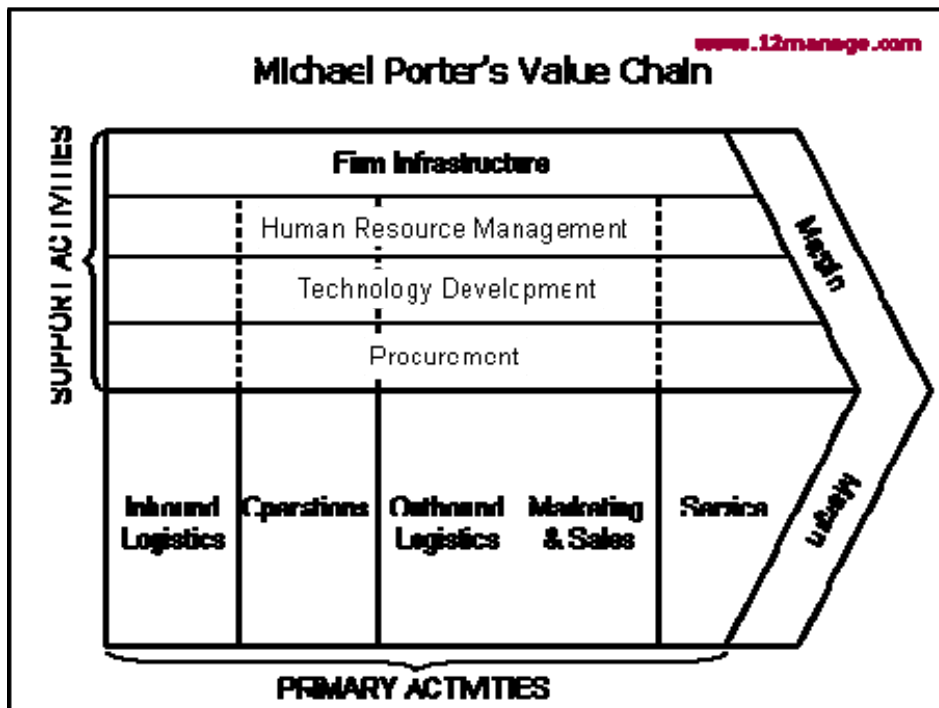 www.12manage.com
Michael Porter's Value Chain
SUPPORT ACTIVITIES
Firm Infrastructure
Human Resource Management
Technology Development
Procurement
Margin
Inbound
Logistics
Operations
Outbound
Logistics
Marketing
& Sales
Service
Margin
PRIMARY ACTIVITIES